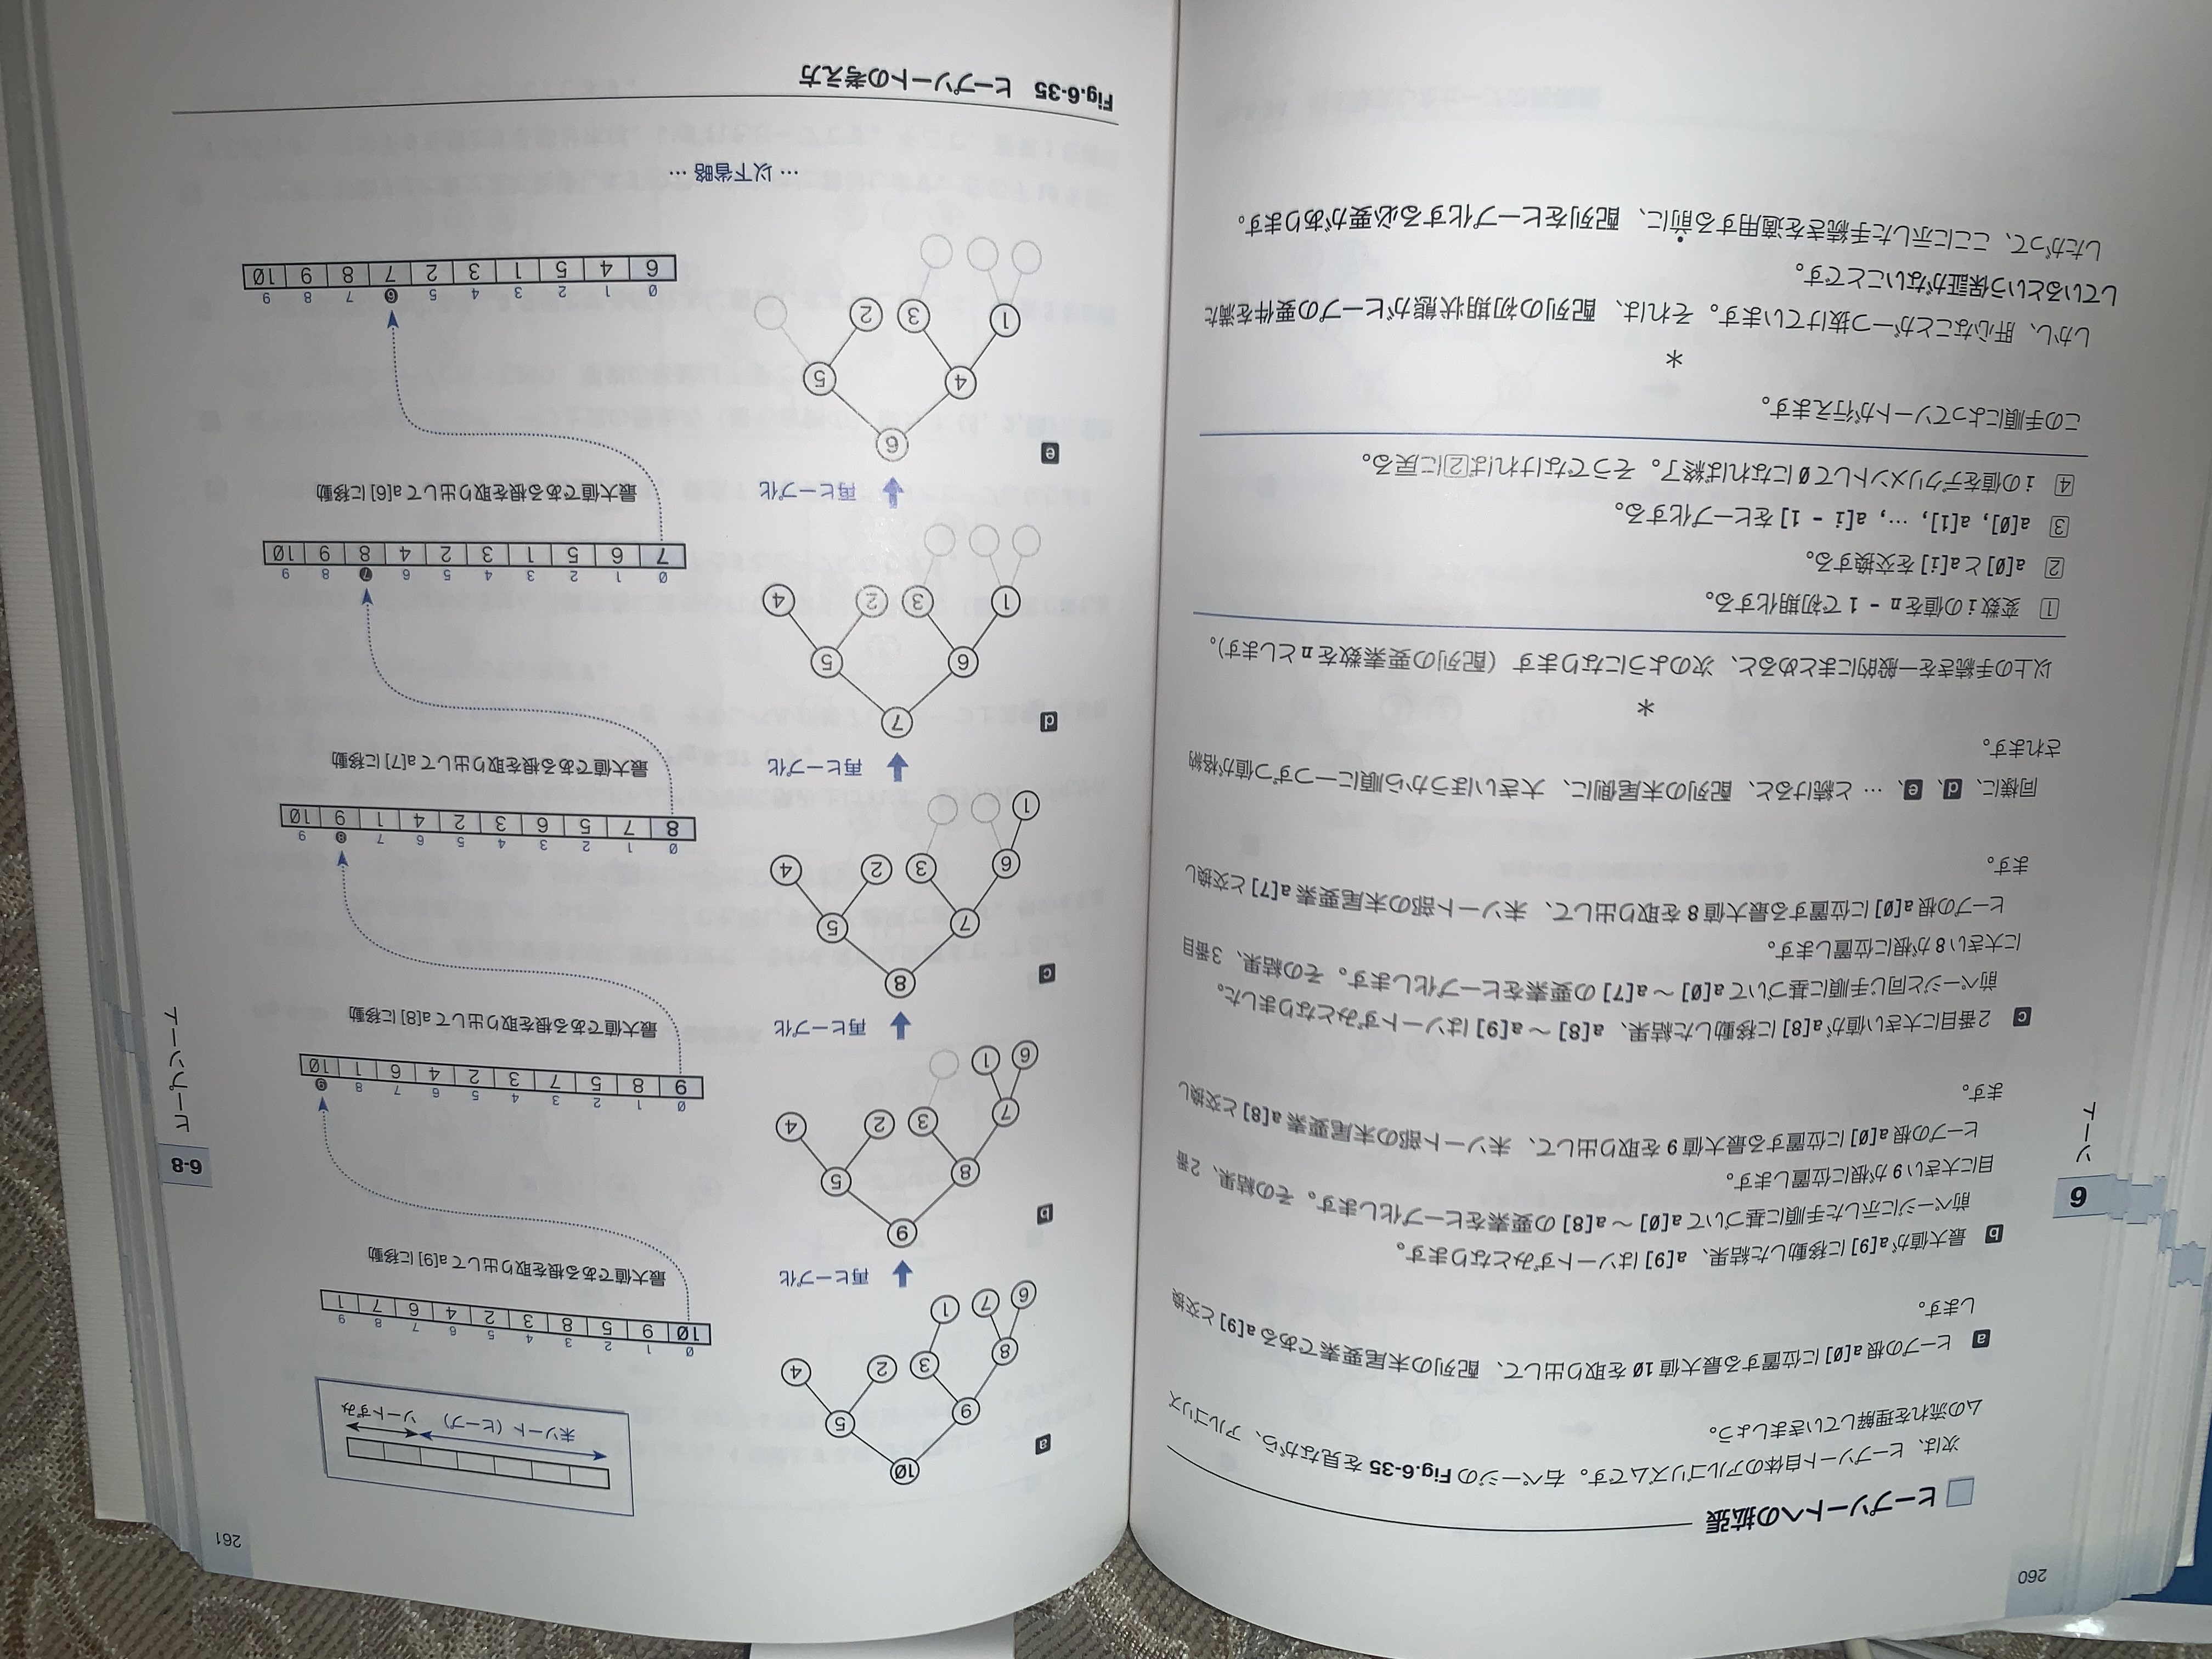 260
ヒープソートへの拡張
次は、ヒープソート自体のアルゴリズムです。右ページの Fig.6-35 を見ながら、アルゴリズ
ムの流れを理解していきましょう。
a ヒープの根 a[0] に位置する最大値 10 を取り出して、配列の末尾要素である a[9] と交換
します。
b 最大値が a[9] に移動した結果、a[9] はソートずみとなります。
前ページに示した手順に基づいて a[0] ～ a[8] の要素をヒープ化します。その結果、2番
目に大きい 9 が根に位置します。
ヒープの根 a[0] に位置する最大値 9 を取り出して、未ソート部の末尾要素 a[8] と交換し
ます。
c 2番目に大きい値が a[8] に移動した結果、a[8] ～ a[9] はソートずみとなりました。
前ページと同じ手順に基づいて a[0] ～ a[7] の要素をヒープ化します。その結果、3番目
に大きい 8 が根に位置します。
ヒープの根 a[0] に位置する最大値 8 を取り出して、未ソート部の末尾要素 a[7] と交換し
ます。
同様に、d、e、… と続けると、配列の末尾側に、大きいほうから順に一つずつ値が格納
されます。
＊
以上の手続きを一般的にまとめると、次のようになります（配列の要素数を n とします）。
1 変数 i の値を n - 1 で初期化する。
2 a[0] と a[i] を交換する。
3 a[0], a[1], …, a[i - 1] をヒープ化する。
4 i の値をデクリメントして 0 になれば終了。そうでなければ 2 に戻る。
この手順によってソートが行えます。
＊
しかし、肝心なことが一つ抜けています。それは、配列の初期状態がヒープの要件を満た
しているという保証がないことです。
したがって、ここに示した手続きを適用する前に、配列をヒープ化する必要があります。
6
ソート
261
6-8
ヒープソート
未ソート（ヒープ） ソートずみ
a
10
9 5
8 3 2 4
6 7 1
0 1 2 3 4 5 6 7 8 9
10 9 5 8 3 2 4 6 7 1
最大値である根を取り出して a[9] に移動
再ヒープ化
b
9
8 5
7 3 2 4
6 1
0 1 2 3 4 5 6 7 8 9
9 8 5 7 3 2 4 6 1 10
最大値である根を取り出して a[8] に移動
再ヒープ化
c
8
7 5
6 3 2 4
1
0 1 2 3 4 5 6 7 8 9
8 7 5 6 3 2 4 1 9 10
最大値である根を取り出して a[7] に移動
再ヒープ化
d
7
6 5
1 3 2 4
0 1 2 3 4 5 6 7 8 9
7 6 5 1 3 2 4 8 9 10
最大値である根を取り出して a[6] に移動
再ヒープ化
e
6
4 5
1 3 2
0 1 2 3 4 5 6 7 8 9
6 4 5 1 3 2 7 8 9 10
… 以下省略 …
Fig.6-35 ヒープソートの考え方